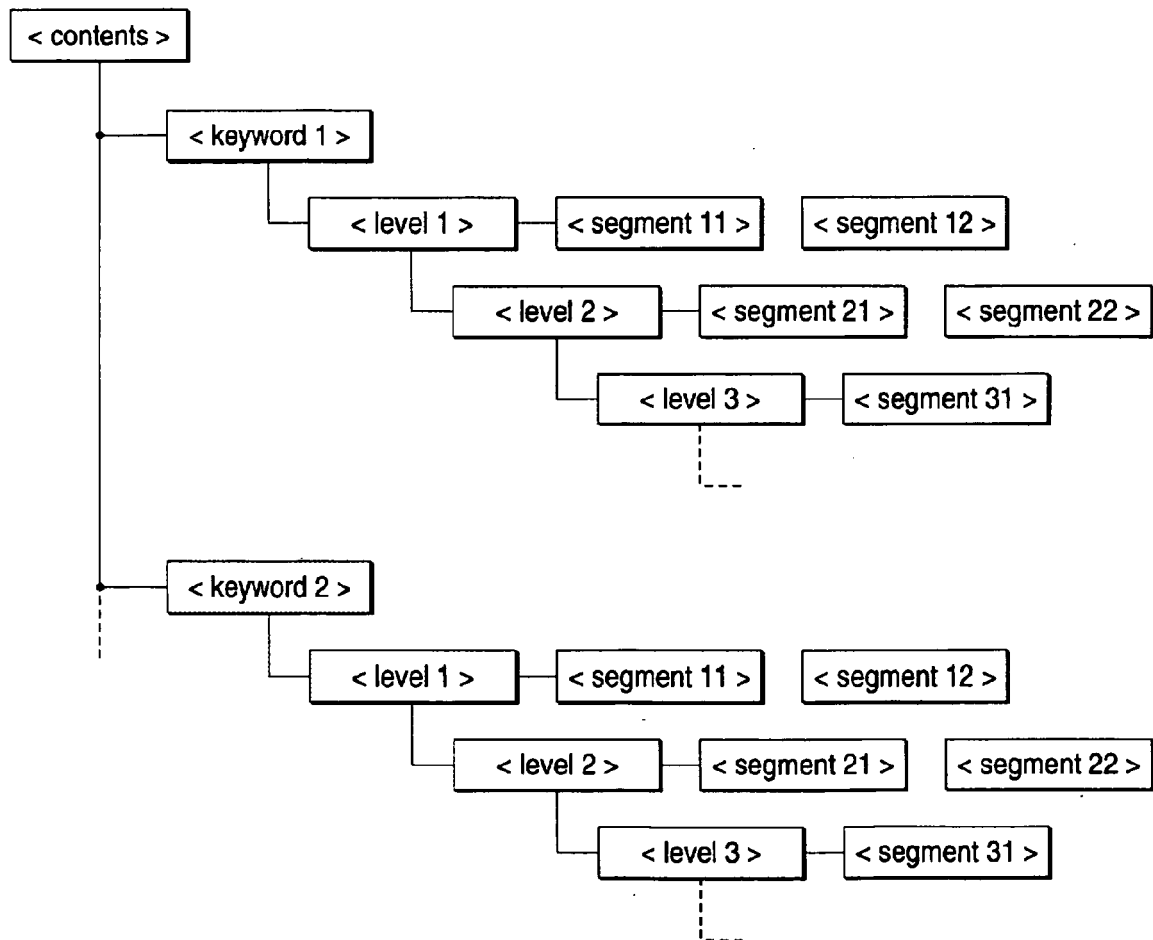 < contents >
< keyword 1 >
< level 1 > < segment 11 > < segment 12 >
< level 2 > < segment 21 > < segment 22 >
< level 3 > < segment 31 >
< keyword 2 >
< level 1 > < segment 11 > < segment 12 >
< level 2 > < segment 21 > < segment 22 >
< level 3 > < segment 31 >